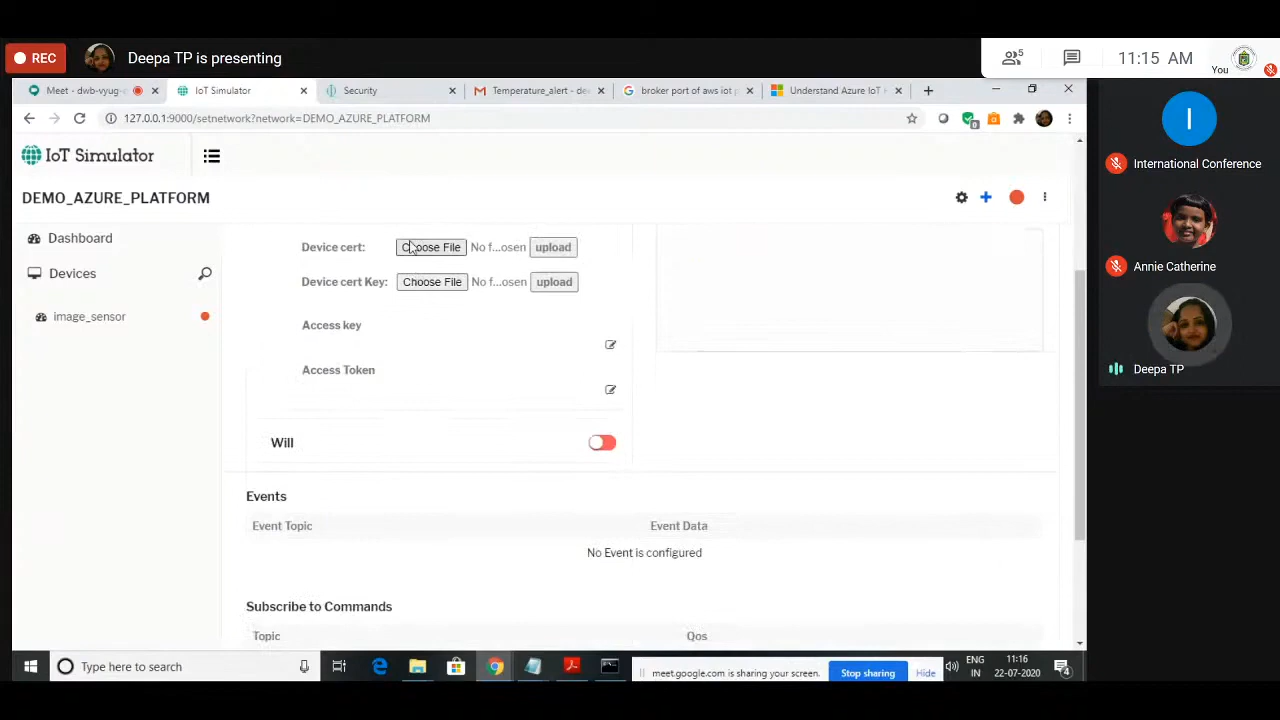 REC
Deepa TP is presenting
5
11:15 AM
You
Meet - dwb-vyug-
IoT Simulator
Security
Temperature_alert - de
broker port of aws iot p
Understand Azure IoT H
127.0.0.1:9000/setnetwork?network=DEMO_AZURE_PLATFORM
IoT Simulator
DEMO_AZURE_PLATFORM
Dashboard
Devices
image_sensor
Device cert: Choose File No f...osen upload
Device cert Key: Choose File No f...osen upload
Access key
Access Token
Will
Events
Event Topic Event Data
No Event is configured
Subscribe to Commands
Topic Qos
I
International Conference
Annie Catherine
Deepa TP
Type here to search
meet.google.com is sharing your screen.
Stop sharing
Hide
ENG
IN
11:16
22-07-2020
4